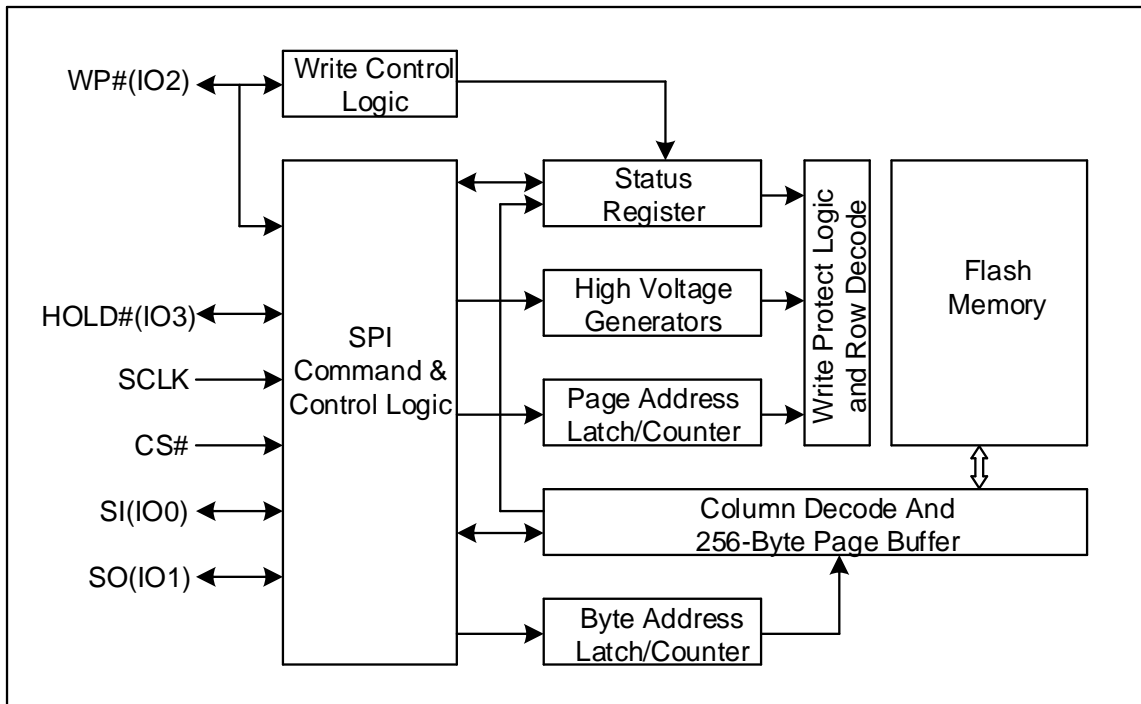 WP#(IO2)
Write Control
Logic
HOLD#(IO3)
SCLK
CS#
SI(IO0)
SO(IO1)
SPI
Command &
Control Logic
Status
Register
High Voltage
Generators
Page Address
Latch/Counter
Write Protect Logic
and Row Decode
Flash
Memory
Column Decode And
256-Byte Page Buffer
Byte Address
Latch/Counter